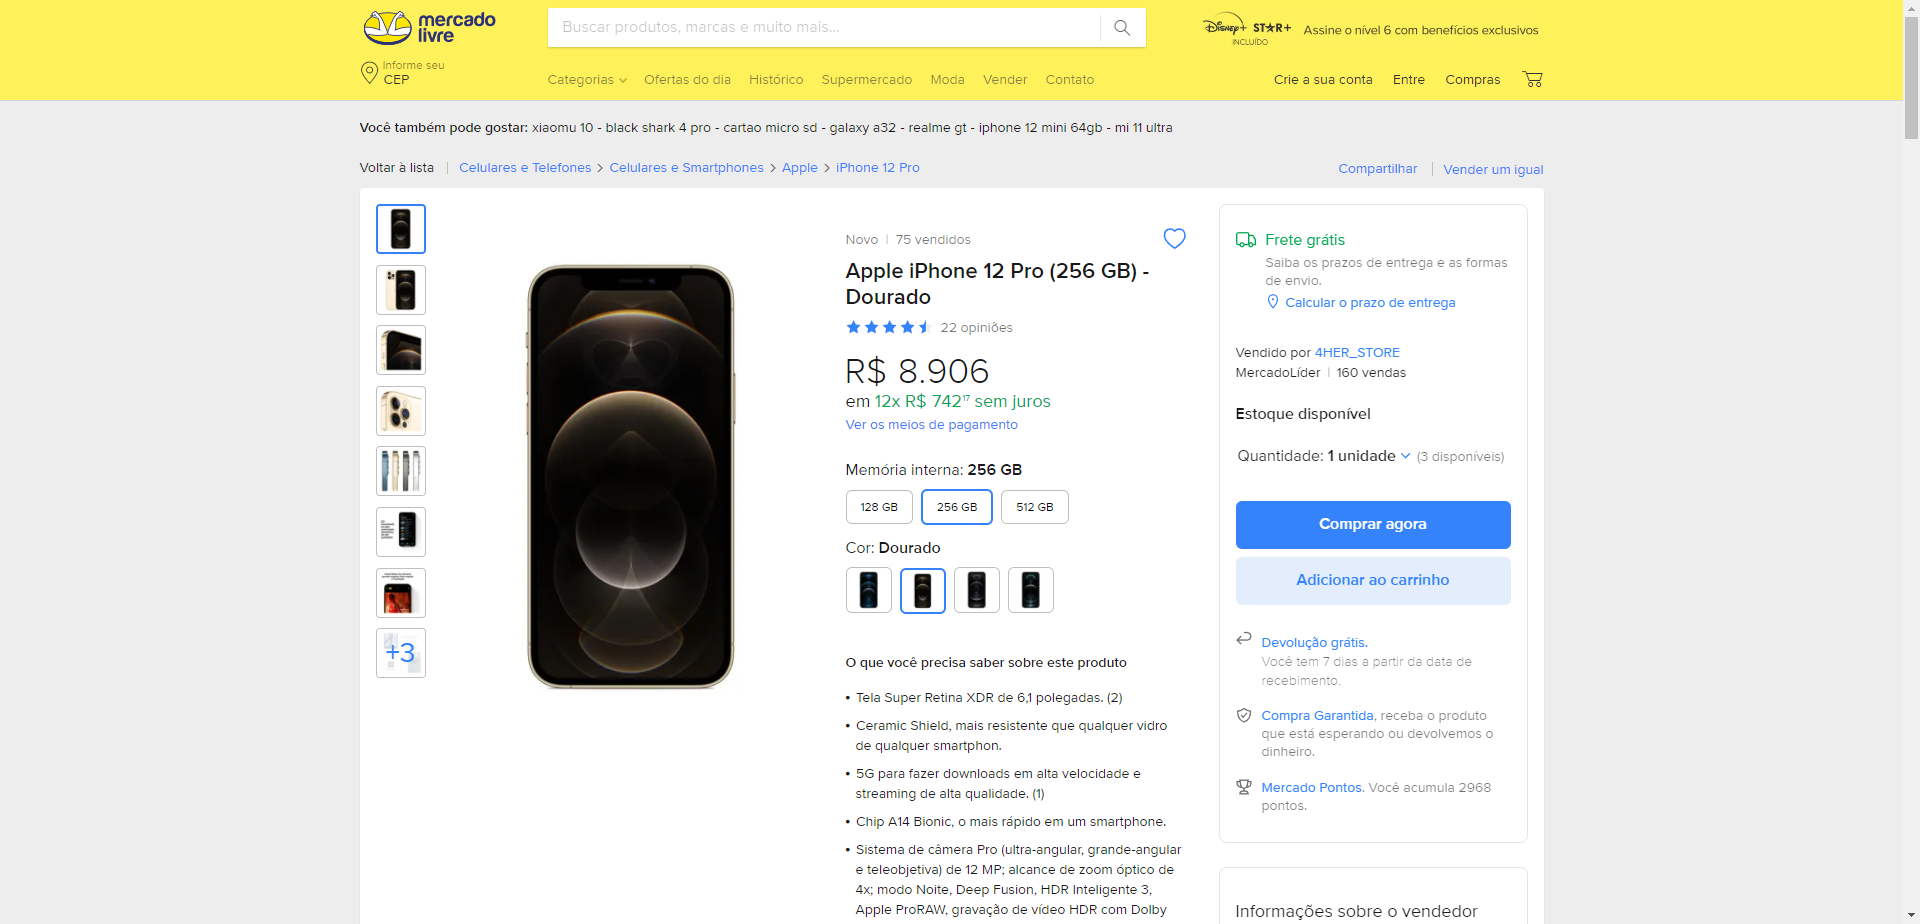 mercado
livre
Buscar produtos, marcas e muito mais...
Disney+ STAR+
INCLUÍDO
Assine o nível 6 com benefícios exclusivos
Informe seu
CEP
Categorias Ofertas do dia Histórico Supermercado Moda Vender Contato
Crie a sua conta Entre Compras
Você também pode gostar: xiaomu 10 - black shark 4 pro - cartao micro sd - galaxy a32 - realme gt - iphone 12 mini 64gb - mi 11 ultra
Voltar à lista | Celulares e Telefones > Celulares e Smartphones > Apple > iPhone 12 Pro
Compartilhar | Vender um igual
+3
Novo | 75 vendidos
Apple iPhone 12 Pro (256 GB) -
Dourado
22 opiniões
R$ 8.906
em 12x R$ 742¹⁷ sem juros
Ver os meios de pagamento
Memória interna: 256 GB
128 GB 256 GB 512 GB
Cor: Dourado
O que você precisa saber sobre este produto
• Tela Super Retina XDR de 6,1 polegadas. (2)
• Ceramic Shield, mais resistente que qualquer vidro
de qualquer smartphon.
• 5G para fazer downloads em alta velocidade e
streaming de alta qualidade. (1)
• Chip A14 Bionic, o mais rápido em um smartphone.
• Sistema de câmera Pro (ultra-angular, grande-angular
e teleobjetiva) de 12 MP; alcance de zoom óptico de
4x; modo Noite, Deep Fusion, HDR Inteligente 3,
Apple ProRAW, gravação de vídeo HDR com Dolby
Frete grátis
Saiba os prazos de entrega e as formas
de envio.
Calcular o prazo de entrega
Vendido por 4HER_STORE
MercadoLíder | 160 vendas
Estoque disponível
Quantidade: 1 unidade (3 disponíveis)
Comprar agora
Adicionar ao carrinho
Devolução grátis.
Você tem 7 dias a partir da data de
recebimento.
Compra Garantida, receba o produto
que está esperando ou devolvemos o
dinheiro.
Mercado Pontos. Você acumula 2968
pontos.
Informações sobre o vendedor